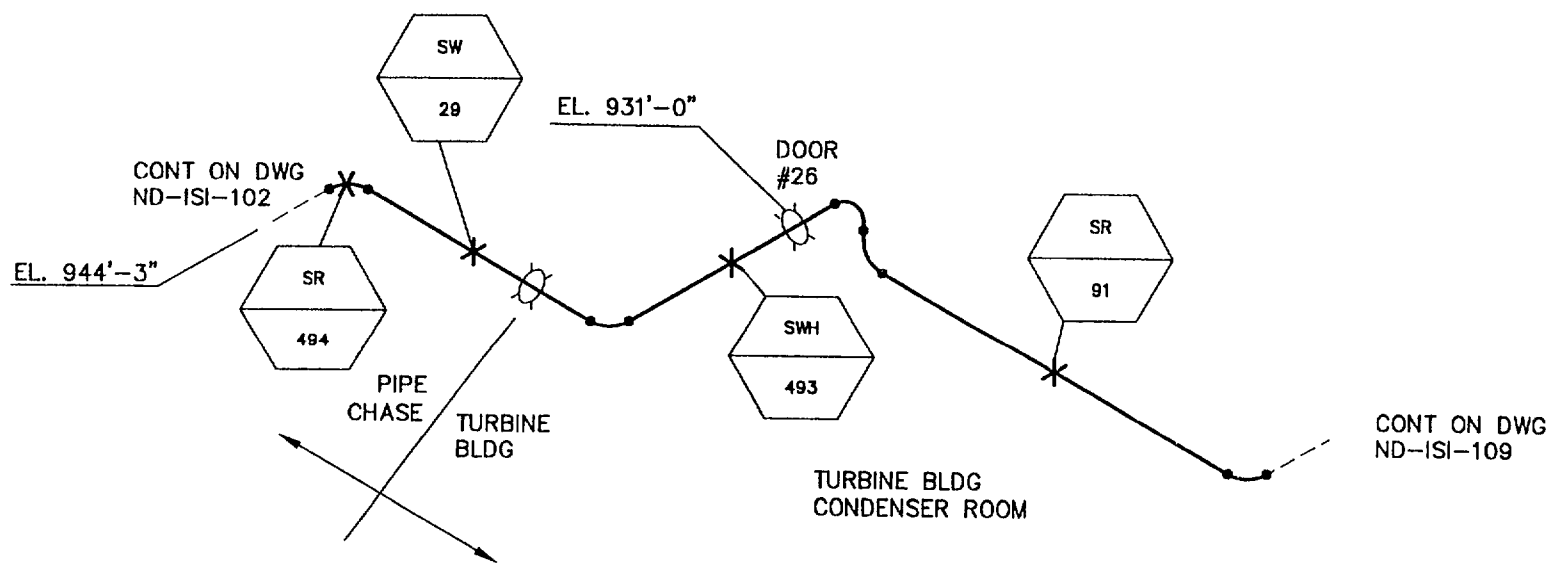 SW
29
EL. 931'-0"
DOOR
#26
CONT ON DWG
ND-ISI-102
SR
91
EL. 944'-3"
SR
494
SWH
493
PIPE
CHASE
TURBINE
BLDG
CONT ON DWG
ND-ISI-109
TURBINE BLDG
CONDENSER ROOM